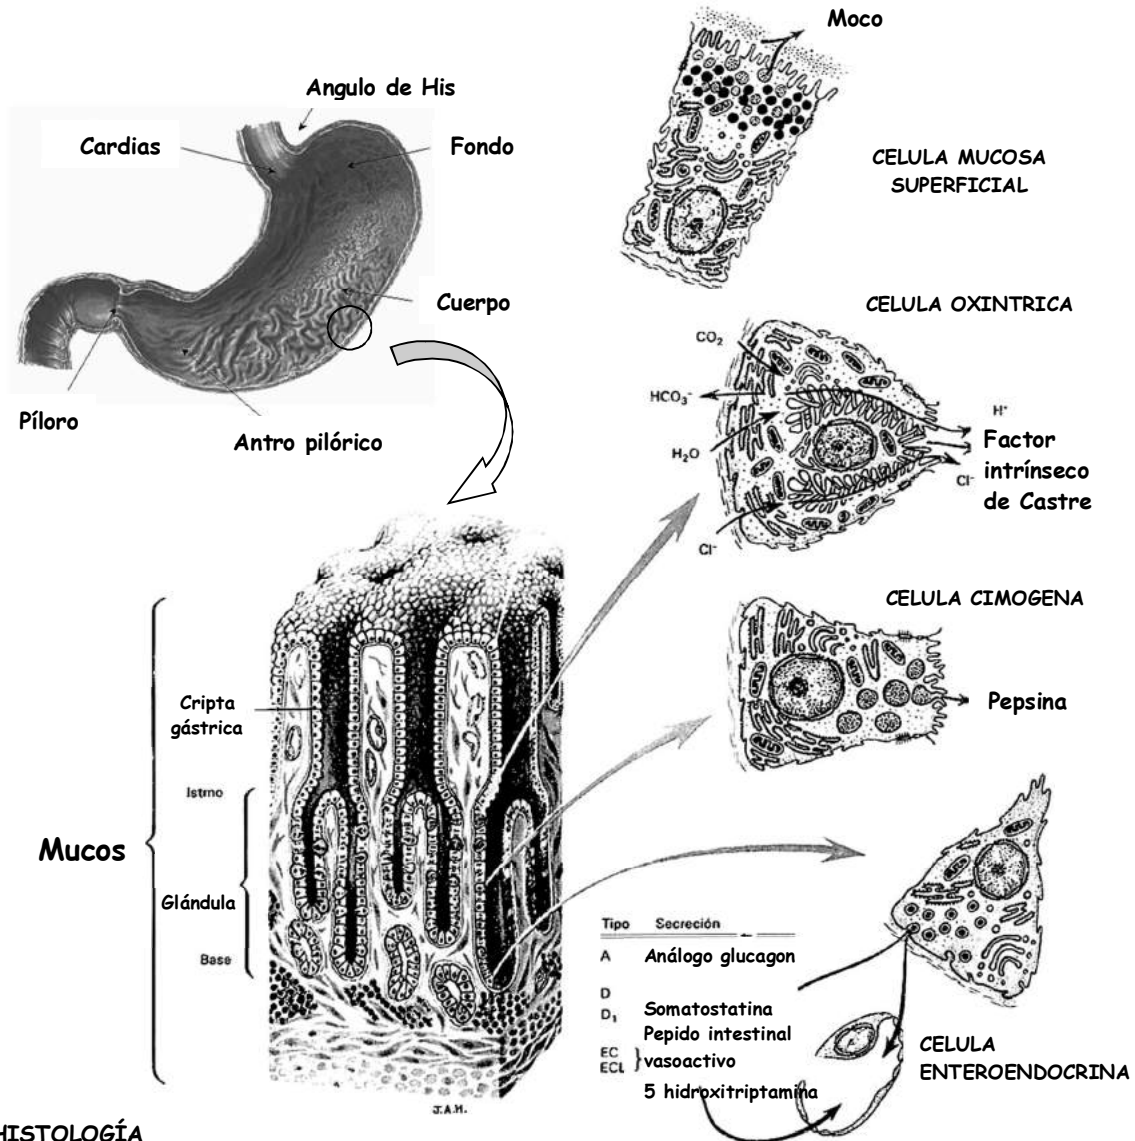 Moco
Angulo de His
Cardias
Fondo
CELULA MUCOSA
SUPERFICIAL
Cuerpo
CELULA OXINTRICA
CO₂
HCO₃⁻
H₂O
Cl⁻
H⁺
Factor
intrínseco
Cl⁻
de Castre
Píloro
Antro pilórico
CELULA CIMOGENA
Pepsina
Cripta
gástrica
Istmo
Mucos
Glándula
Base
Tipo Secreción
A Análogo glucagon
D
D₁ Somatostatina
Pepido intestinal
EC
ECL } vasoactivo
5 hidroxitriptamina
CELULA
ENTEROENDOCRINA
J.A.H.
HISTOLOGÍA